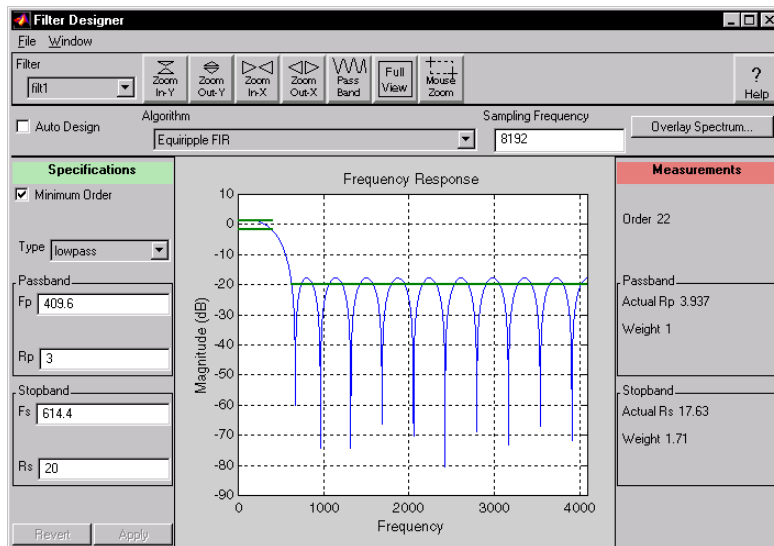 Filter Designer
File Window
Filter
filt1
Zoom In-Y
Zoom Out-Y
Zoom In-X
Zoom Out-X
Pass Band
Full View
Mouse Zoom
? Help
Auto Design
Algorithm
Equiripple FIR
Sampling Frequency
8192
Overlay Spectrum...
Specifications
Minimum Order
Type lowpass
Passband
Fp 409.6
Rp 3
Stopband
Fs 614.4
Rs 20
Revert Apply
Frequency Response
Magnitude (dB)
10
0
-10
-20
-30
-40
-50
-60
-70
-80
-90
0 1000 2000 3000 4000
Frequency
Measurements
Order 22
Passband
Actual Rp 3.937
Weight 1
Stopband
Actual Rs 17.63
Weight 1.71